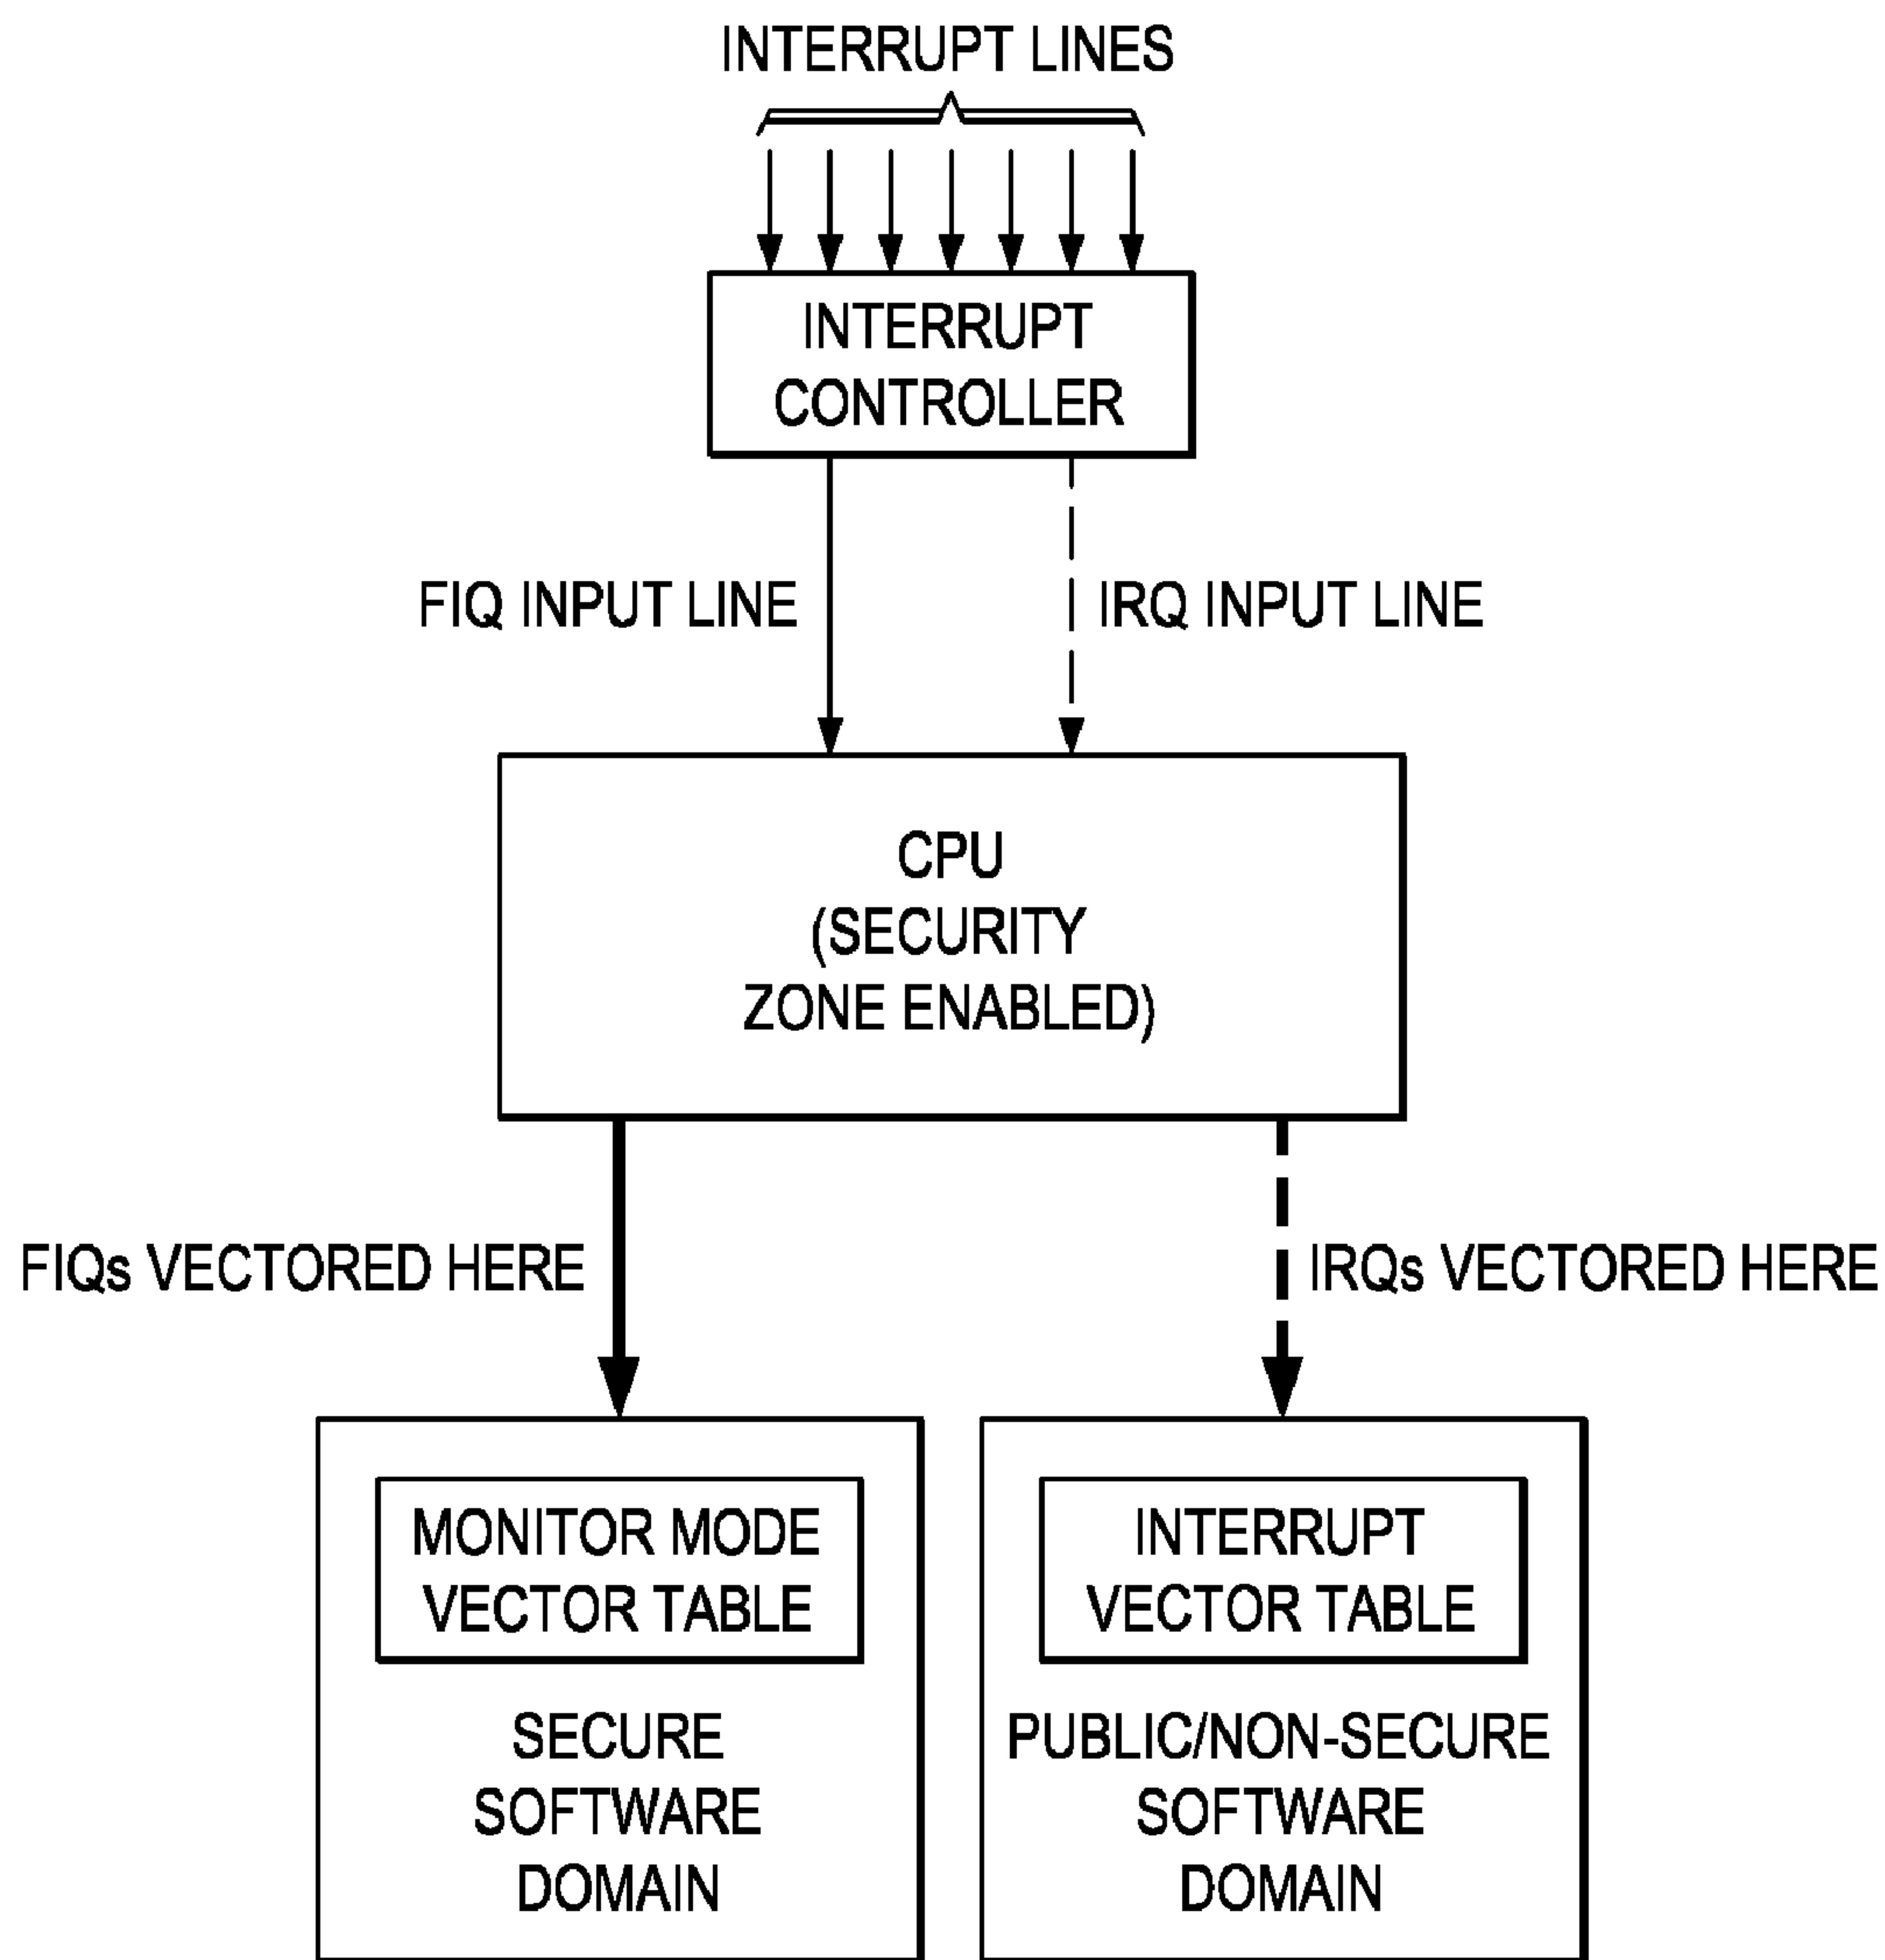 INTERRUPT LINES
INTERRUPT
CONTROLLER
FIQ INPUT LINE
IRQ INPUT LINE
CPU
(SECURITY
ZONE ENABLED)
FIQs VECTORED HERE
IRQs VECTORED HERE
MONITOR MODE
VECTOR TABLE
SECURE
SOFTWARE
DOMAIN
INTERRUPT
VECTOR TABLE
PUBLIC/NON-SECURE
SOFTWARE
DOMAIN